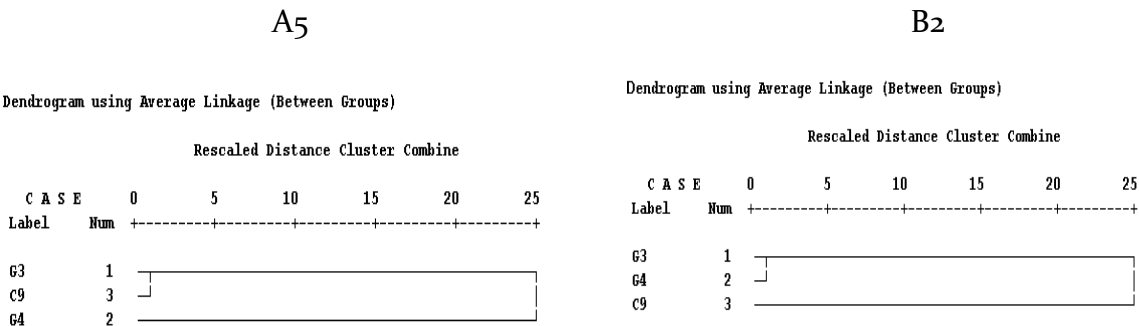 A5
Dendrogram using Average Linkage (Between Groups)
Rescaled Distance Cluster Combine
C A S E 0 5 10 15 20 25
Label Num +---------+---------+---------+---------+---------+
G3 1
C9 3
G4 2
B2
Dendrogram using Average Linkage (Between Groups)
Rescaled Distance Cluster Combine
C A S E 0 5 10 15 20 25
Label Num +---------+---------+---------+---------+---------+
G3 1
G4 2
C9 3